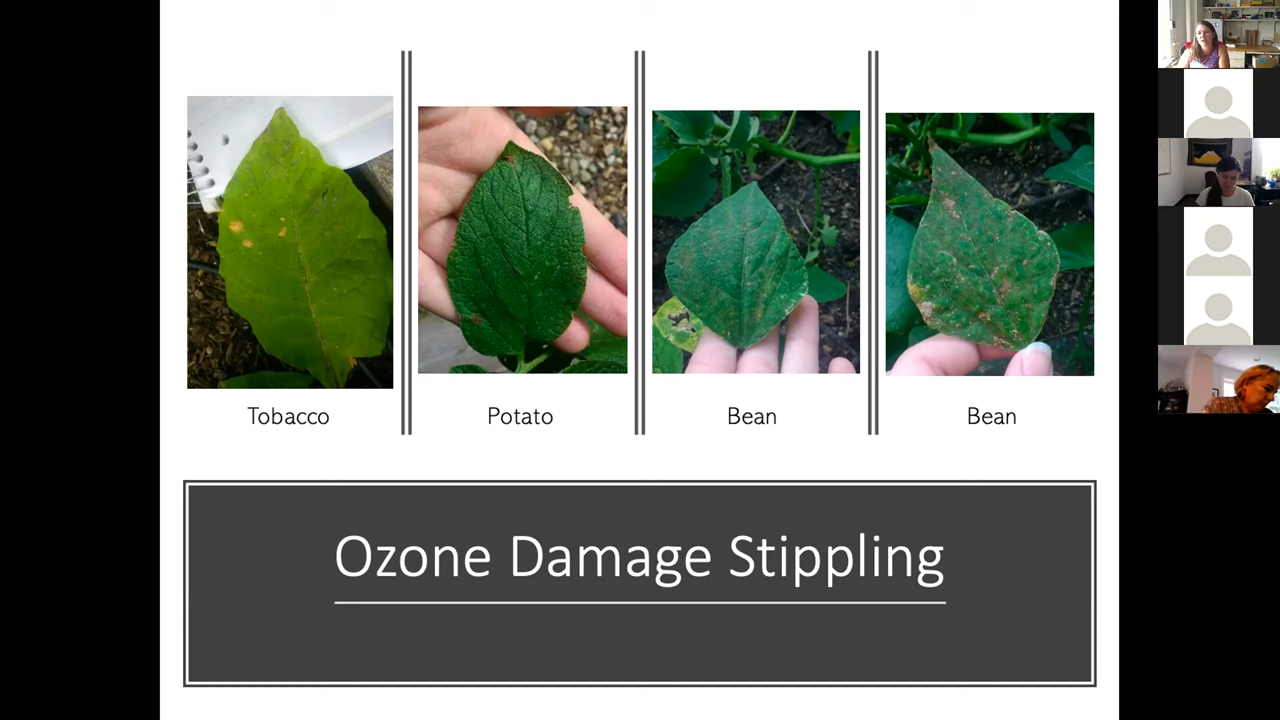 Tobacco
Potato
Bean
Bean
Ozone Damage Stippling